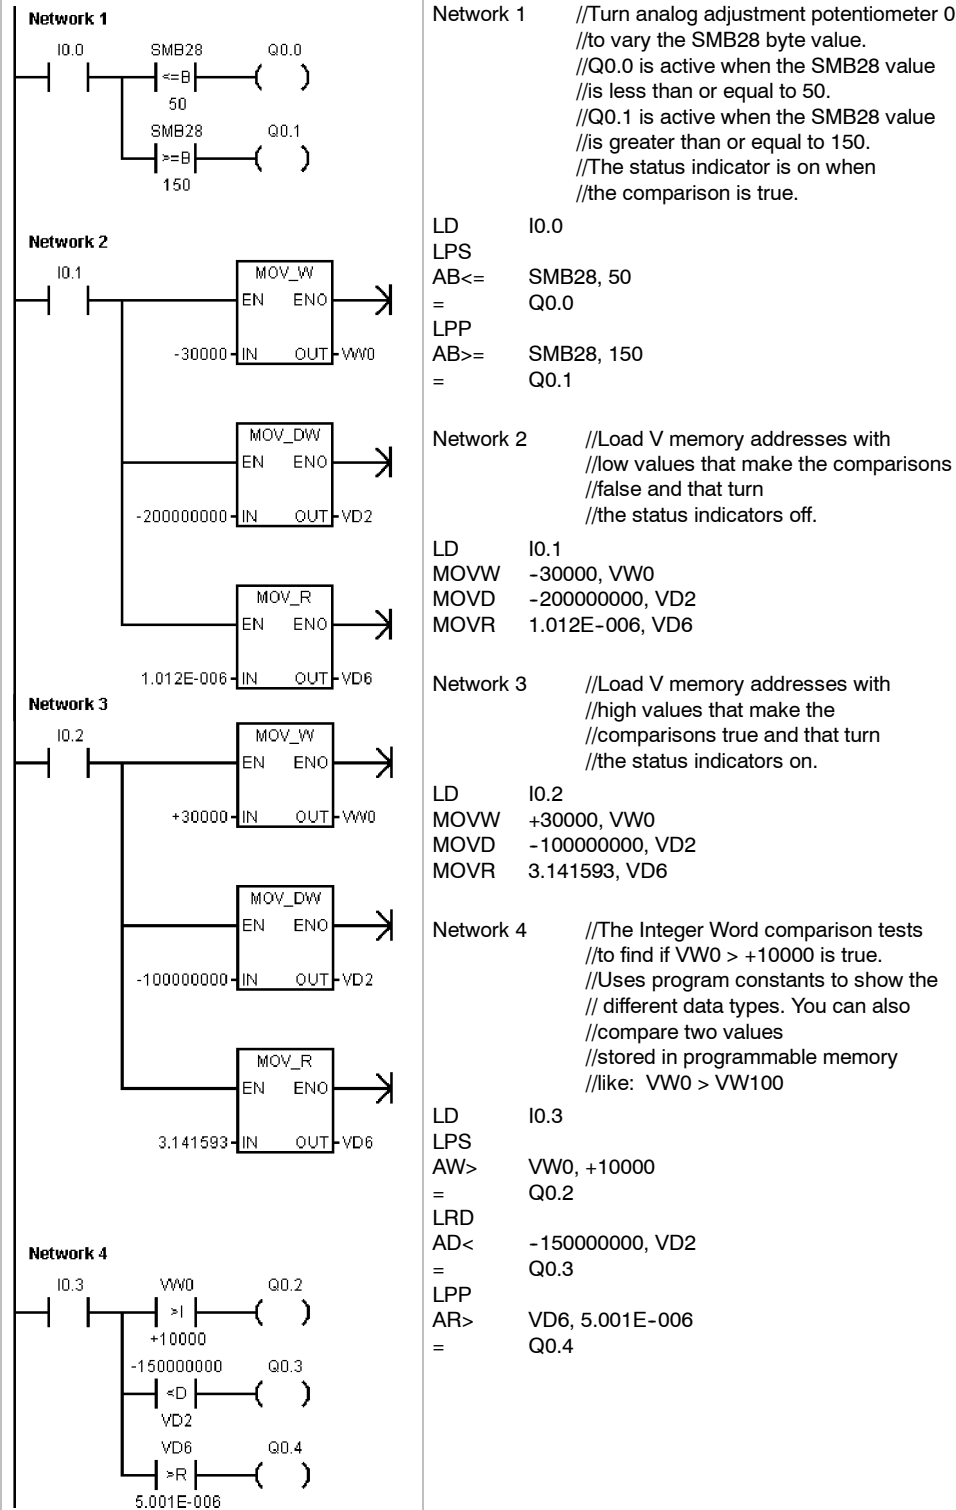 Network 1
I0.0 SMB28 Q0.0
<=B
50
SMB28 Q0.1
>=B
150
Network 2
I0.1 MOV_W
EN ENO
-30000 IN OUT VW0
MOV_DW
EN ENO
-200000000 IN OUT VD2
MOV_R
EN ENO
1.012E-006 IN OUT VD6
Network 3
I0.2 MOV_W
EN ENO
+30000 IN OUT VW0
MOV_DW
EN ENO
-100000000 IN OUT VD2
MOV_R
EN ENO
3.141593 IN OUT VD6
Network 4
I0.3 VW0 Q0.2
>I
+10000
-150000000 Q0.3
<D
VD2
VD6 Q0.4
>R
5.001E-006
Network 1 //Turn analog adjustment potentiometer 0
//to vary the SMB28 byte value.
//Q0.0 is active when the SMB28 value
//is less than or equal to 50.
//Q0.1 is active when the SMB28 value
//is greater than or equal to 150.
//The status indicator is on when
//the comparison is true.
LD I0.0
LPS
AB<= SMB28, 50
= Q0.0
LPP
AB>= SMB28, 150
= Q0.1
Network 2 //Load V memory addresses with
//low values that make the comparisons
//false and that turn
//the status indicators off.
LD I0.1
MOVW -30000, VW0
MOVD -200000000, VD2
MOVR 1.012E-006, VD6
Network 3 //Load V memory addresses with
//high values that make the
//comparisons true and that turn
//the status indicators on.
LD I0.2
MOVW +30000, VW0
MOVD -100000000, VD2
MOVR 3.141593, VD6
Network 4 //The Integer Word comparison tests
//to find if VW0 > +10000 is true.
//Uses program constants to show the
// different data types. You can also
//compare two values
//stored in programmable memory
//like: VW0 > VW100
LD I0.3
LPS
AW> VW0, +10000
= Q0.2
LRD
AD< -150000000, VD2
= Q0.3
LPP
AR> VD6, 5.001E-006
= Q0.4